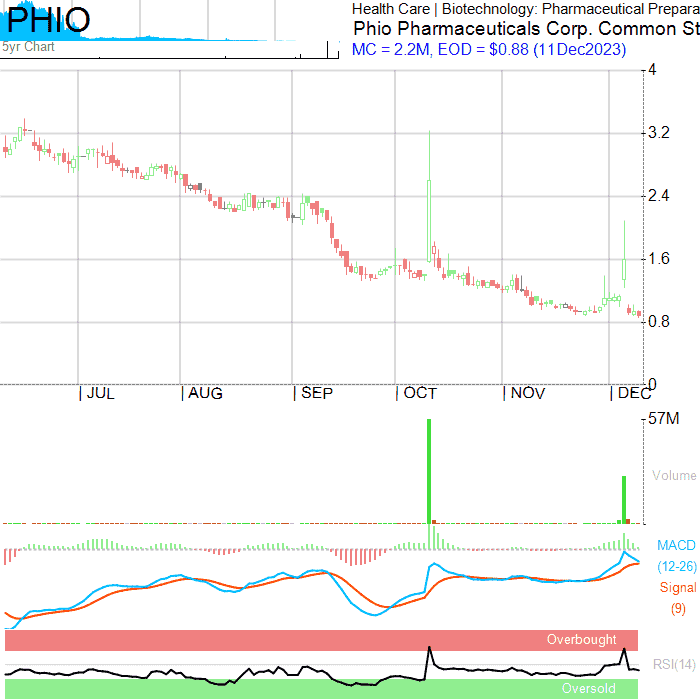 PHIO
Health Care | Biotechnology: Pharmaceutical Prepara
Phio Pharmaceuticals Corp. Common St
MC = 2.2M, EOD = $0.88 (11Dec2023)
5yr Chart
4
3.2
2.4
1.6
0.8
0
| JUL | AUG | SEP | OCT | NOV | DEC
57M
Volume
MACD
(12-26)
Signal
(9)
Overbought
RSI(14)
Oversold